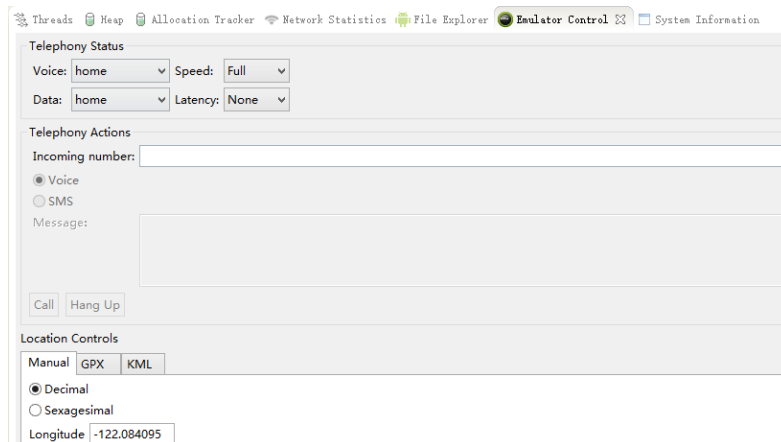 Threads Heap Allocation Tracker Network Statistics File Explorer Emulator Control System Information
Telephony Status
Voice: home Speed: Full
Data: home Latency: None
Telephony Actions
Incoming number:
Voice
SMS
Message:
Call Hang Up
Location Controls
Manual GPX KML
Decimal
Sexagesimal
Longitude -122.084095